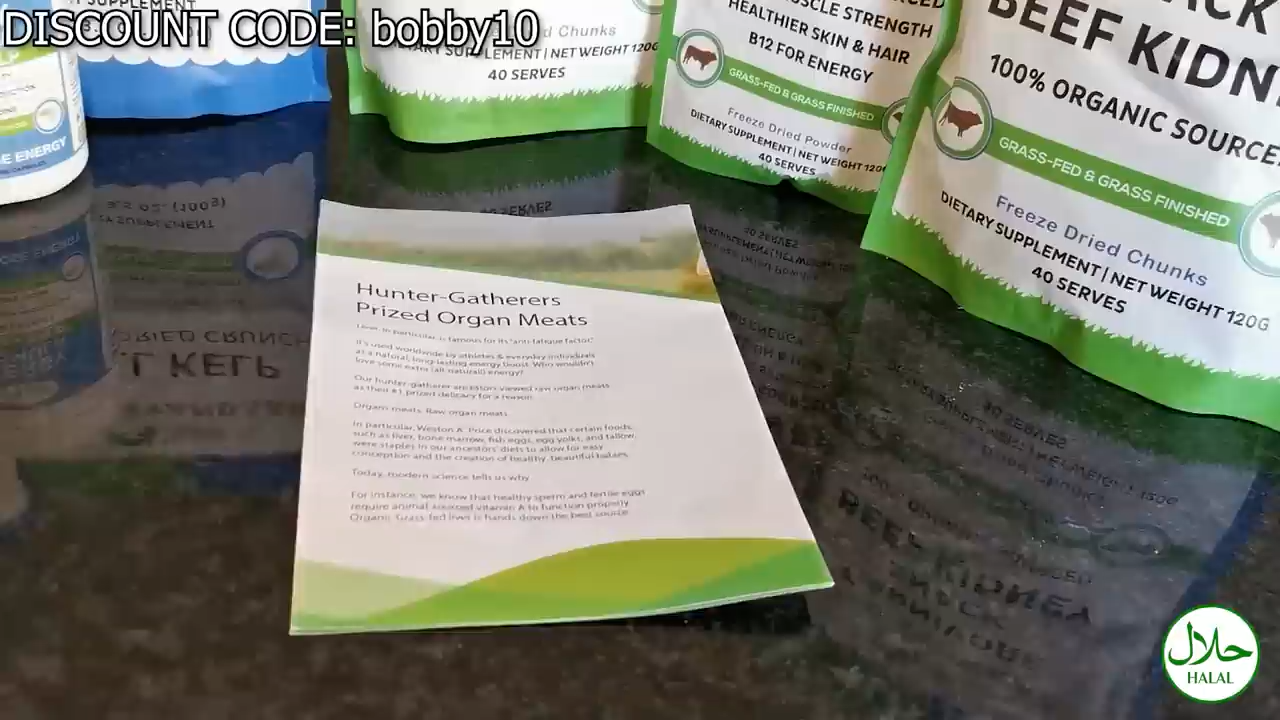 DISCOUNT CODE: bobby10
SUPPLEMENT
E ENERGY
d Chunks
DIETARY SUPPLEMENT | NET WEIGHT 120G
40 SERVES
MUSCLE STRENGTH
HEALTHIER SKIN & HAIR
B12 FOR ENERGY
GRASS-FED & GRASS FINISHED
Freeze Dried Powder
DIETARY SUPPLEMENT | NET WEIGHT 120
40 SERVES
ACK
BEEF KIDN
100% ORGANIC SOURCE
GRASS-FED & GRASS FINISHED
Freeze Dried Chunks
DIETARY SUPPLEMENT | NET WEIGHT 120G
40 SERVES
Hunter-Gatherers
Prized Organ Meats
Liver, in particular, is famous for its "anti-fatigue factor."
It's used worldwide by athletes & everyday individuals
as a natural, long-lasting energy boost. Who wouldn't
love some extra (all-natural) energy?
Our hunter-gatherer ancestors viewed raw organ meats
as their #1 prized delicacy for a reason.
Organs meats. Raw organ meats.
In particular, Weston A. Price discovered that certain foods,
such as liver, bone marrow, fish eggs, egg yolks, and tallow,
were staples in our ancestors' diets to allow for easy
conception and the creation of healthy, beautiful babies.
Today, modern science tells us why.
For instance, we know that healthy sperm and fertile eggs
require animal-sourced vitamin A to function properly.
Organic, Grass-fed liver is hands down the best source.
حلال
HALAL